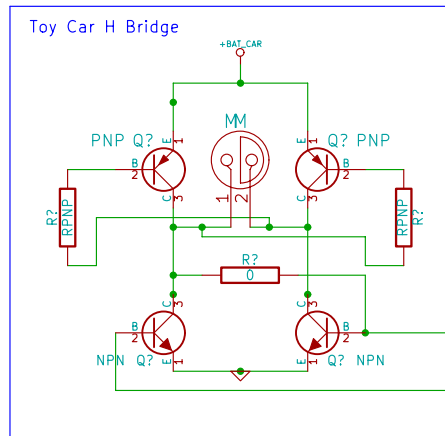 Toy Car H Bridge
+BAT_CAR
PNP Q?
MM
Q? PNP
E 1
E 1
B 2
B 2
C 3
C 3
1 2
R? RPNP
R? RPNP
R?
0
C 3
C 3
B 2
B 2
NPN Q?
E 1
E 1
Q? NPN